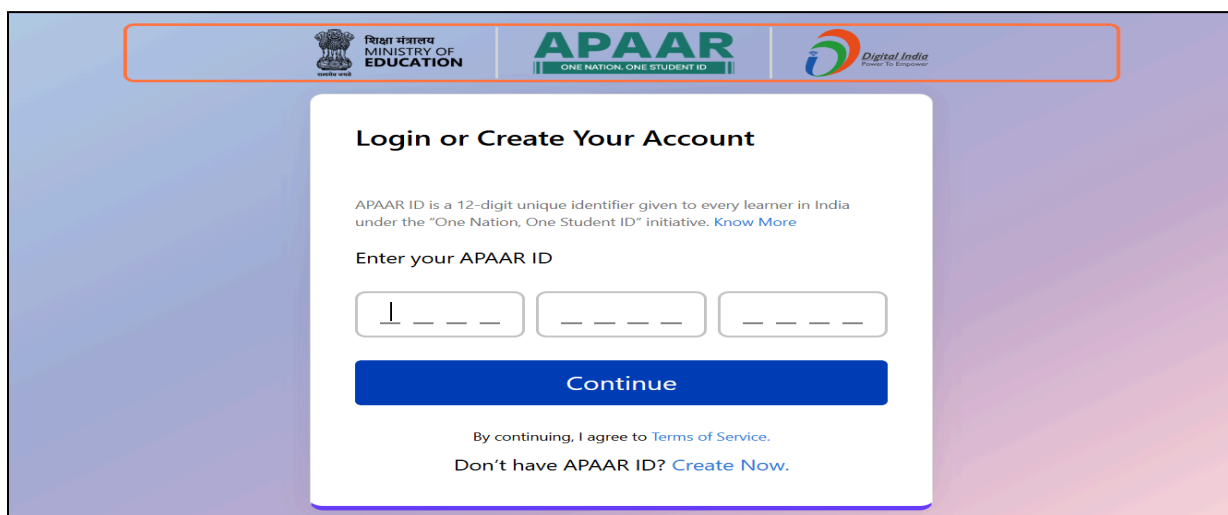 शिक्षा मंत्रालय
MINISTRY OF
EDUCATION
सत्यमेव जयते
APAAR
ONE NATION. ONE STUDENT ID
Digital India
Power To Empower
Login or Create Your Account
APAAR ID is a 12-digit unique identifier given to every learner in India
under the “One Nation, One Student ID” initiative. Know More
Enter your APAAR ID
Continue
By continuing, I agree to Terms of Service.
Don’t have APAAR ID? Create Now.